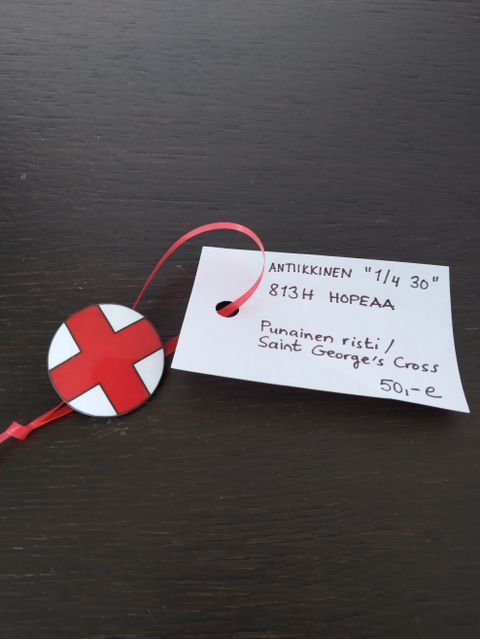 ANTIIKKINEN "1/4 30"
813H HOPEAA
Punainen risti /
Saint George's Cross
50,-e